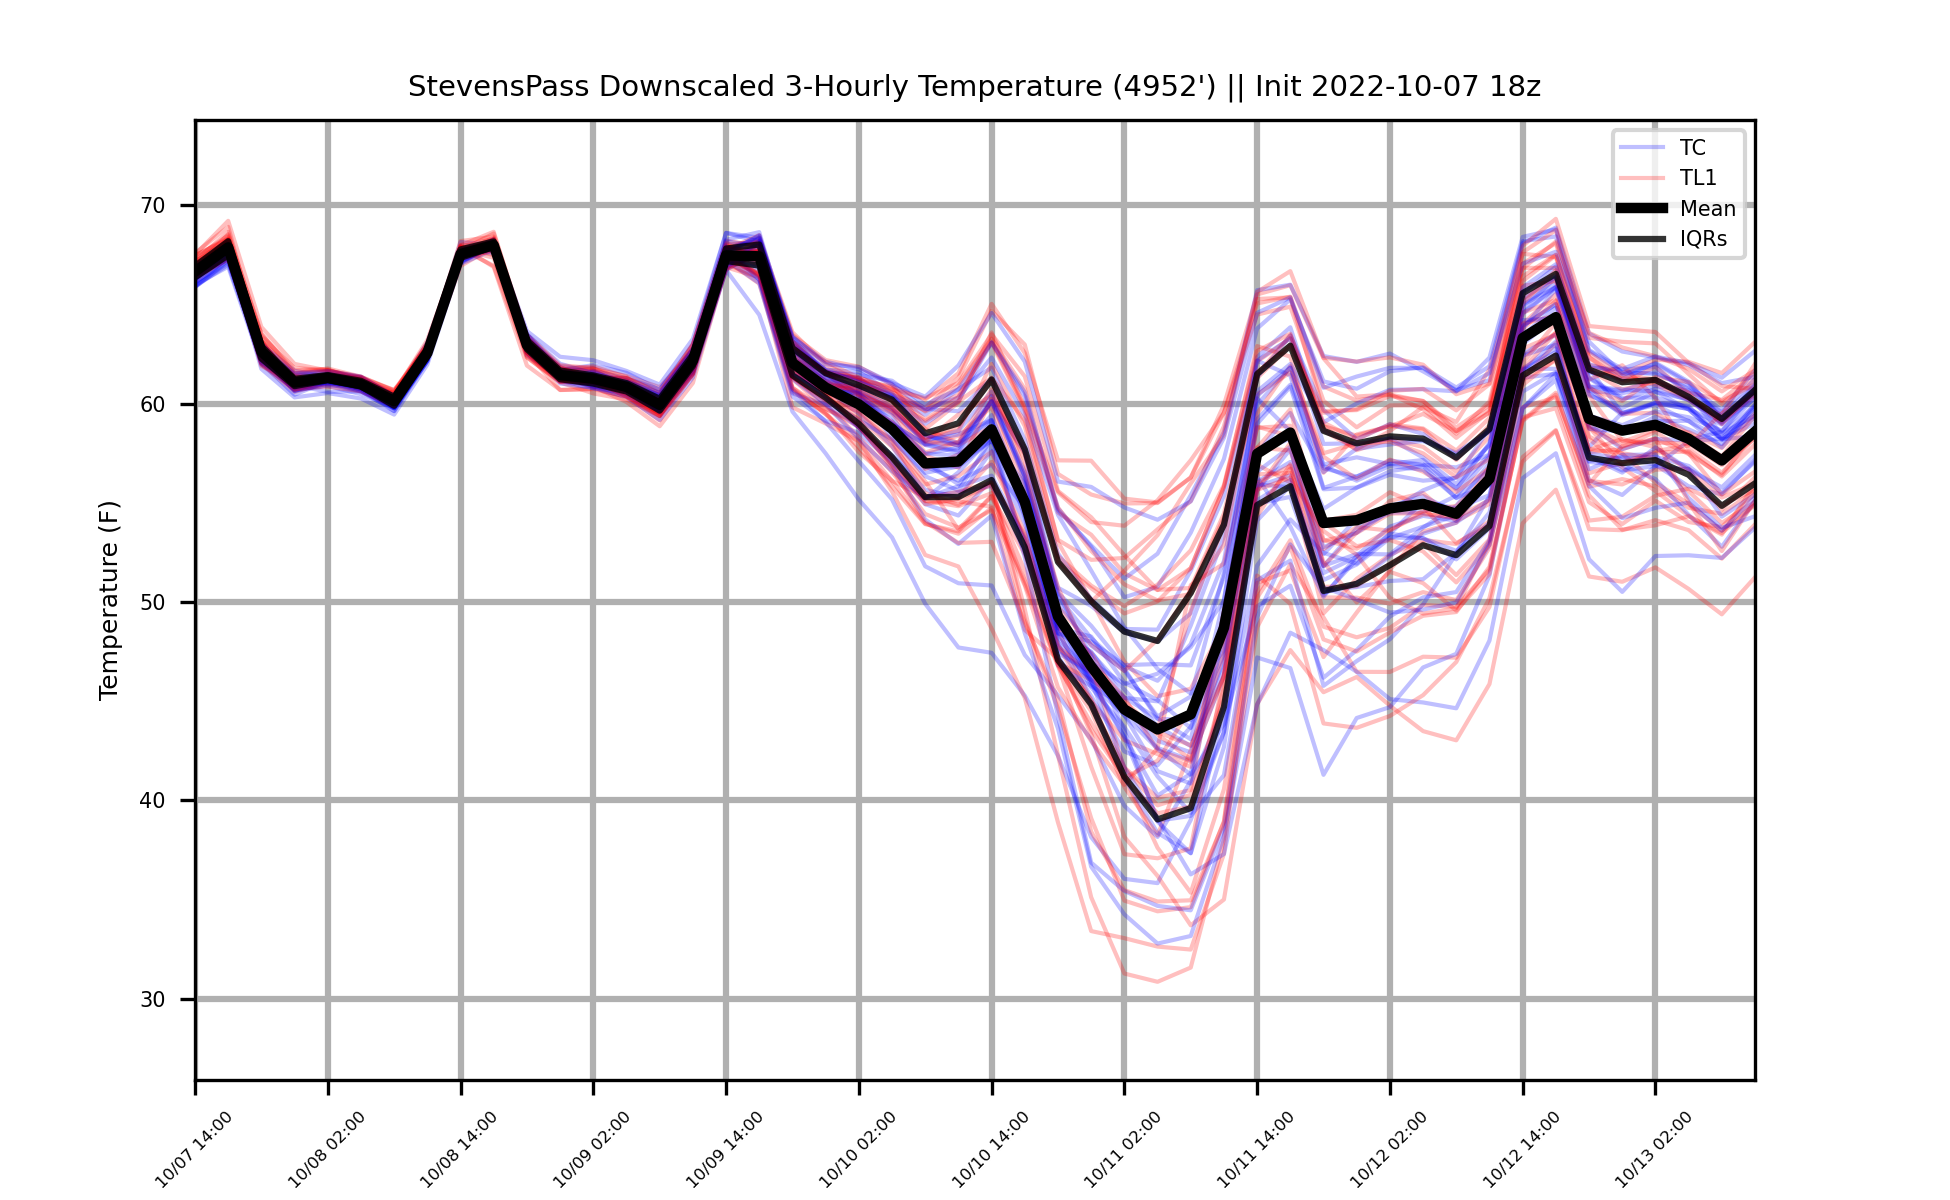 StevensPass Downscaled 3-Hourly Temperature (4952') || Init 2022-10-07 18z
TC
TL1
Mean
IQRs
Temperature (F)
70
60
50
40
30
10/07 14:00
10/08 02:00
10/08 14:00
10/09 02:00
10/09 14:00
10/10 02:00
10/10 14:00
10/11 02:00
10/11 14:00
10/12 02:00
10/12 14:00
10/13 02:00